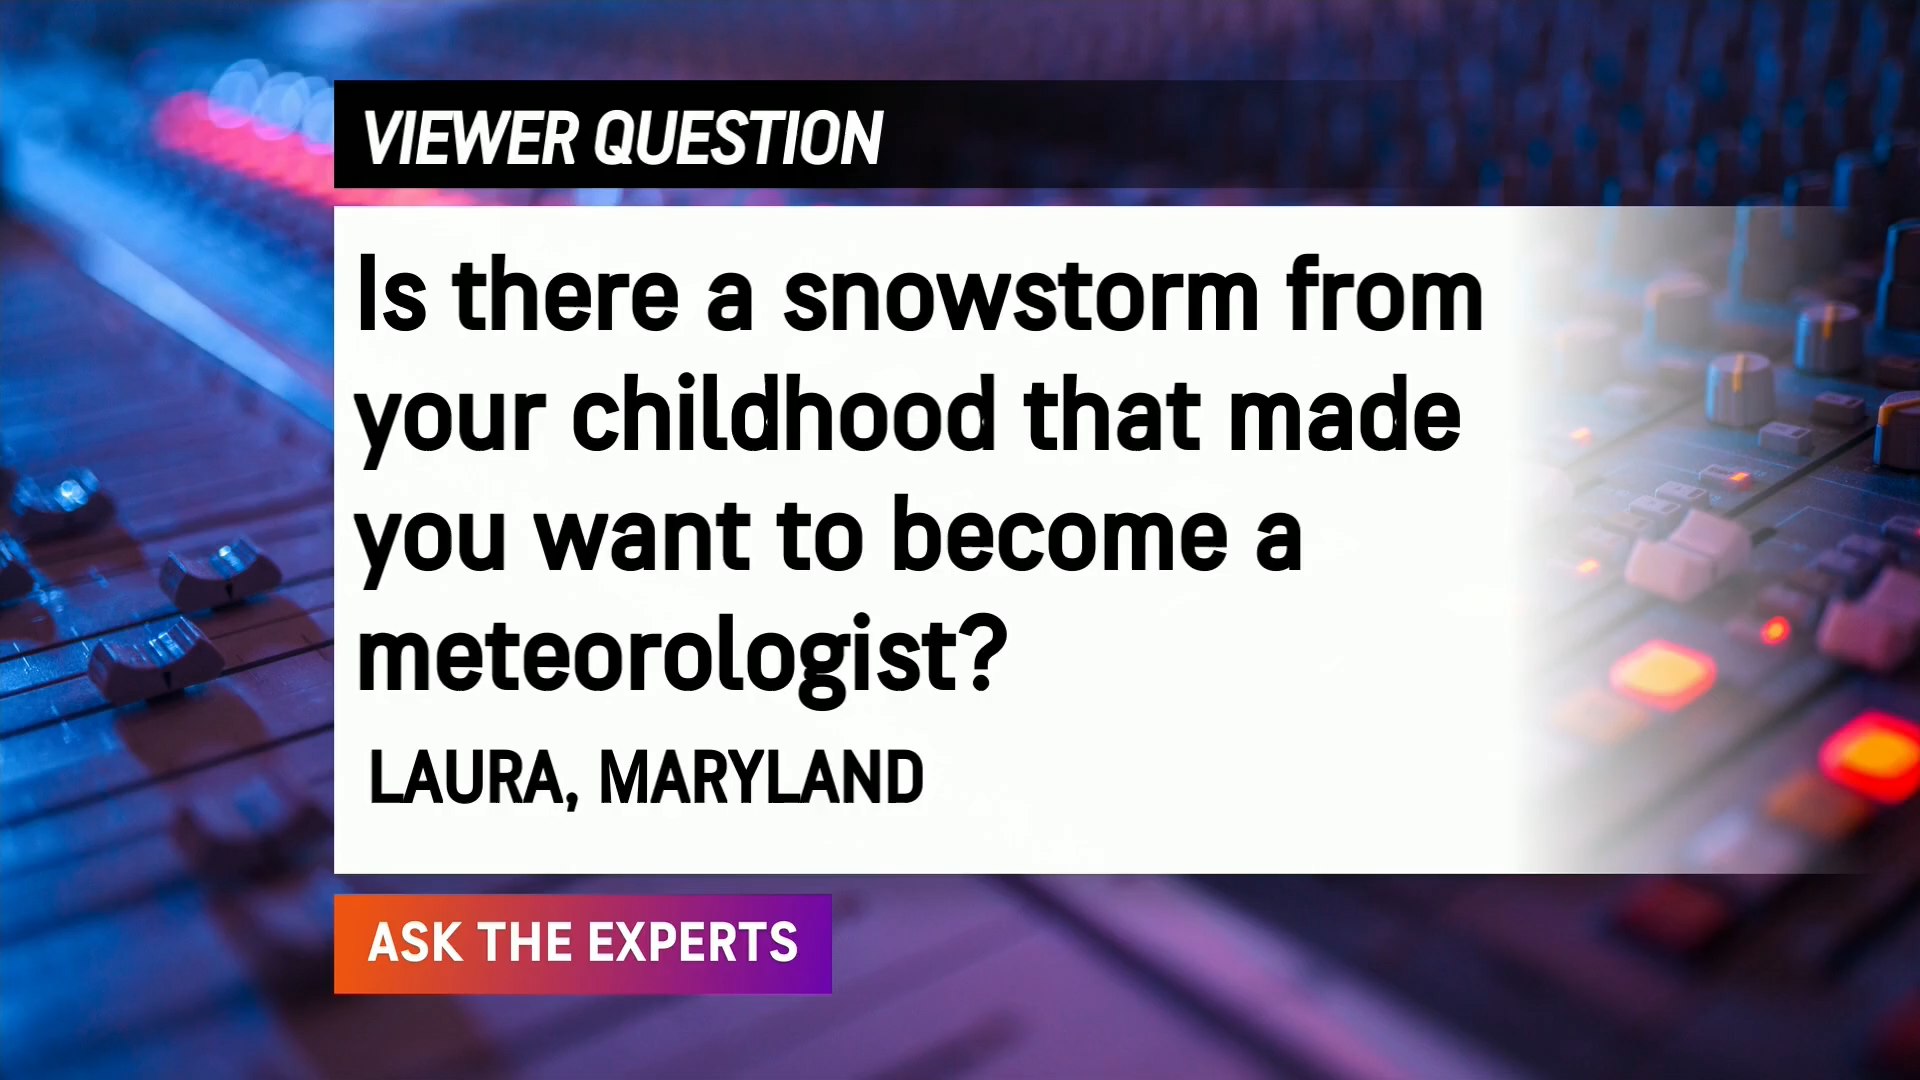 VIEWER QUESTION
Is there a snowstorm from
your childhood that made
you want to become a
meteorologist?
LAURA, MARYLAND
ASK THE EXPERTS